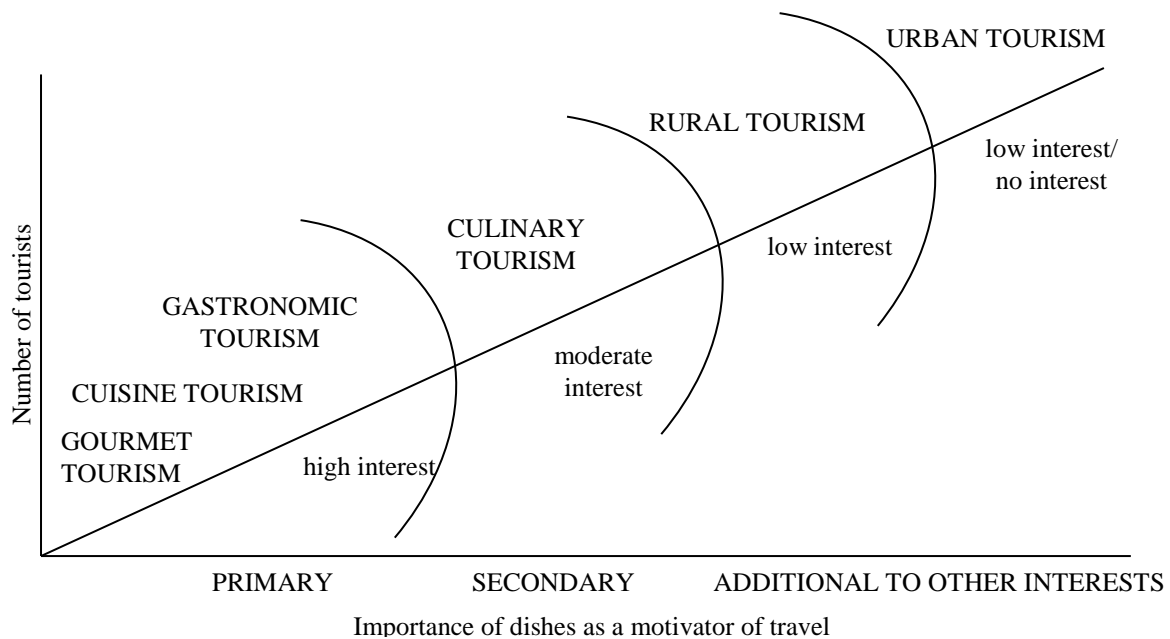 URBAN TOURISM
RURAL TOURISM
low interest/
no interest
CULINARY
TOURISM
low interest
GASTRONOMIC
TOURISM
moderate
interest
CUISINE TOURISM
GOURMET
TOURISM
high interest
Number of tourists
PRIMARY
SECONDARY
ADDITIONAL TO OTHER INTERESTS
Importance of dishes as a motivator of travel